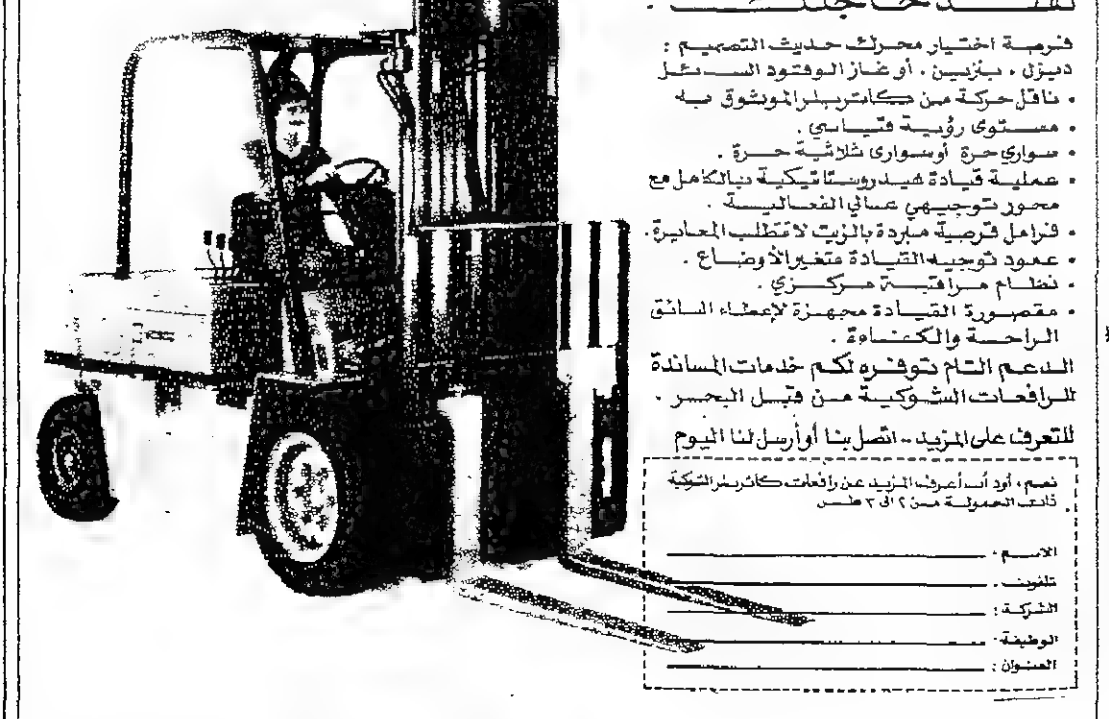 فرصة اختيار محرك حديث التصميم :
ديزل ، بنزين ، أو غاز الوقود السائل
• ناقل حركة من كاتربيلر الموثوق به
• مستوى رؤية قياسي .
• سواري حرة أو سواري ثلاثية حرة .
• عملية قيادة هيدروستاتيكية بالكامل مع
محور توجيهي عالي الفعالية .
• فرامل قرصية مبردة بالزيت لا تتطلب المعايرة .
• عمود توجيه القيادة متغير الأوضاع .
• نظام مراقبة مركزي .
• مقصورة القيادة مجهزة لإعطاء السائق
الراحة والكفاءة .
الدعم التام توفره لكم خدمات المساندة
للرافعات الشوكية من قبل البحر .
للتعرف على المزيد - اتصل بنا أو أرسل لنا اليوم
نعم ، أود أن أعرف المزيد عن رافعات كاتربيلر الشوكية
ذات الحمولة من ٢ الى ٣ طن
الاسم :
تلفون :
الشركة :
الوظيفة :
العنوان :